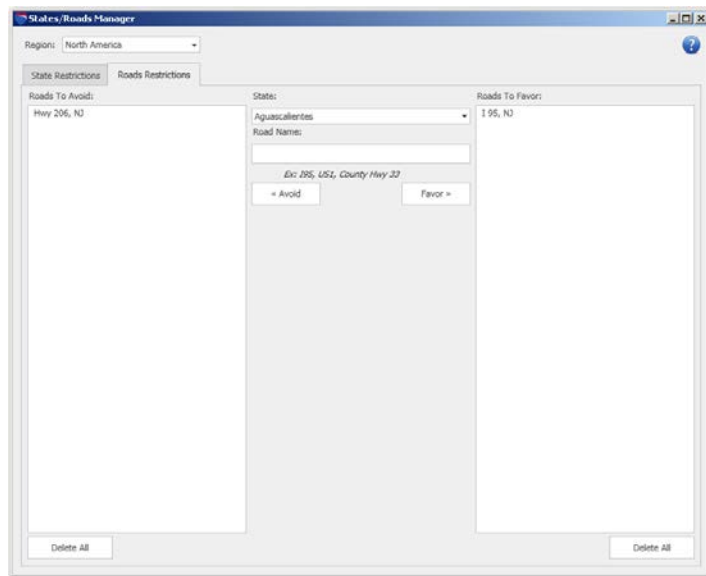 States/Roads Manager
Region: North America
State Restrictions Roads Restrictions
Roads To Avoid:
Hwy 206, NJ
Delete All
State:
Aguascalientes
Road Name:
Ex: I95, US1, County Hwy 33
« Avoid Favor »
Roads To Favor:
I 95, NJ
Delete All